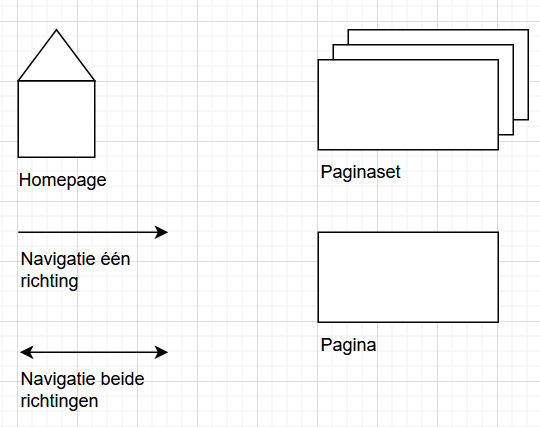 Homepage
Paginaset
Navigatie één
richting
Pagina
Navigatie beide
richtingen